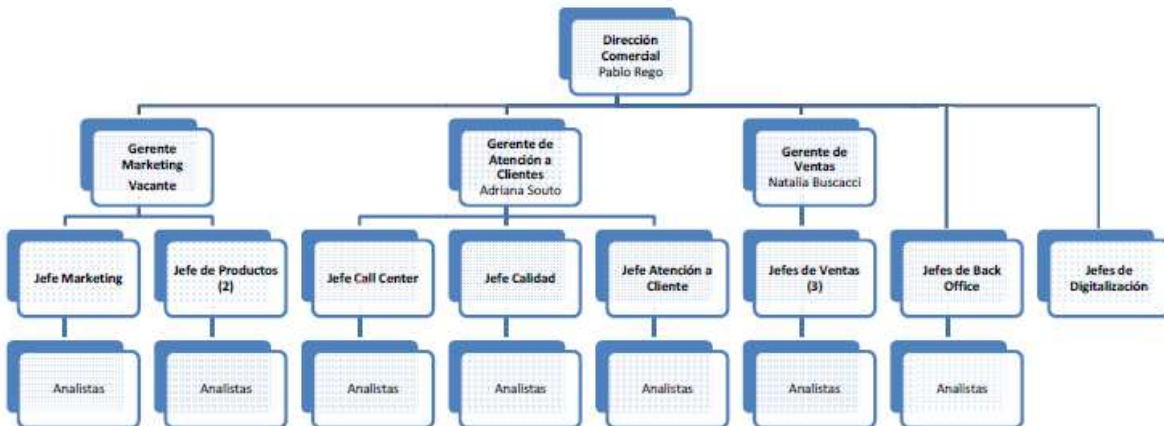 Dirección
Comercial
Pablo Rego
Gerente
Marketing
Vacante
Gerente de
Atención a
Clientes
Adriana Souto
Gerente de
Ventas
Natalia Buscacci
Jefe Marketing
Jefe de Productos
(2)
Jefe Call Center
Jefe Calidad
Jefe Atención a
Cliente
Jefes de Ventas
(3)
Jefes de Back
Office
Jefes de
Digitalización
Analistas
Analistas
Analistas
Analistas
Analistas
Analistas
Analistas